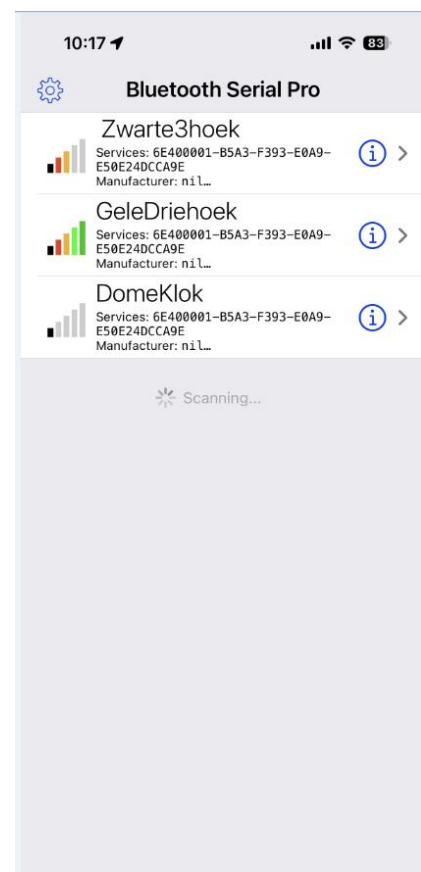 10:17
83
Bluetooth Serial Pro
Zwarte3hoek
Services: 6E400001-B5A3-F393-E0A9-
E50E24DCCA9E
Manufacturer: nil…
GeleDriehoek
Services: 6E400001-B5A3-F393-E0A9-
E50E24DCCA9E
Manufacturer: nil…
DomeKlok
Services: 6E400001-B5A3-F393-E0A9-
E50E24DCCA9E
Manufacturer: nil…
Scanning...